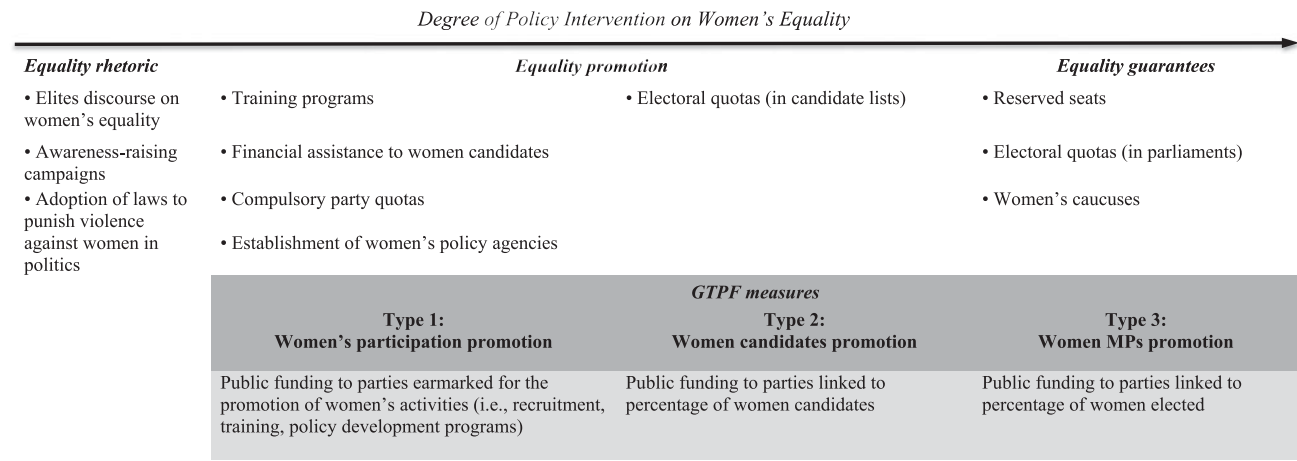 Degree of Policy Intervention on Women's Equality
Equality rhetoric
Equality promotion
Equality guarantees
• Elites discourse on
women's equality
• Training programs
• Electoral quotas (in candidate lists)
• Reserved seats
• Awareness-raising
campaigns
• Financial assistance to women candidates
• Electoral quotas (in parliaments)
• Adoption of laws to
punish violence
against women in
politics
• Compulsory party quotas
• Women's caucuses
• Establishment of women's policy agencies
GTPF measures
Type 1:
Women's participation promotion
Type 2:
Women candidates promotion
Type 3:
Women MPs promotion
Public funding to parties earmarked for the
promotion of women's activities (i.e., recruitment,
training, policy development programs)
Public funding to parties linked to
percentage of women candidates
Public funding to parties linked to
percentage of women elected